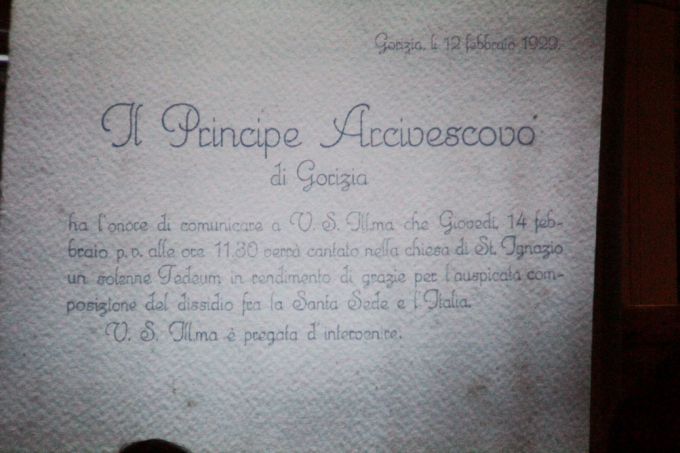 Gorizia, li 12 febbraio 1929.
Il Principe Arcivescovo
di Gorizia
ha l'onore di comunicare a V. S. Ill.ma che Giovedì, 14 feb-
braio p. v. alle ore 11.30 verrà cantato nella chiesa di St. Ignazio
un solenne Tedeum in rendimento di grazie per l'auspicata com-
posizione del dissidio fra la Santa Sede e l'Italia.
V. S. Ill.ma è pregata d'intervenire.